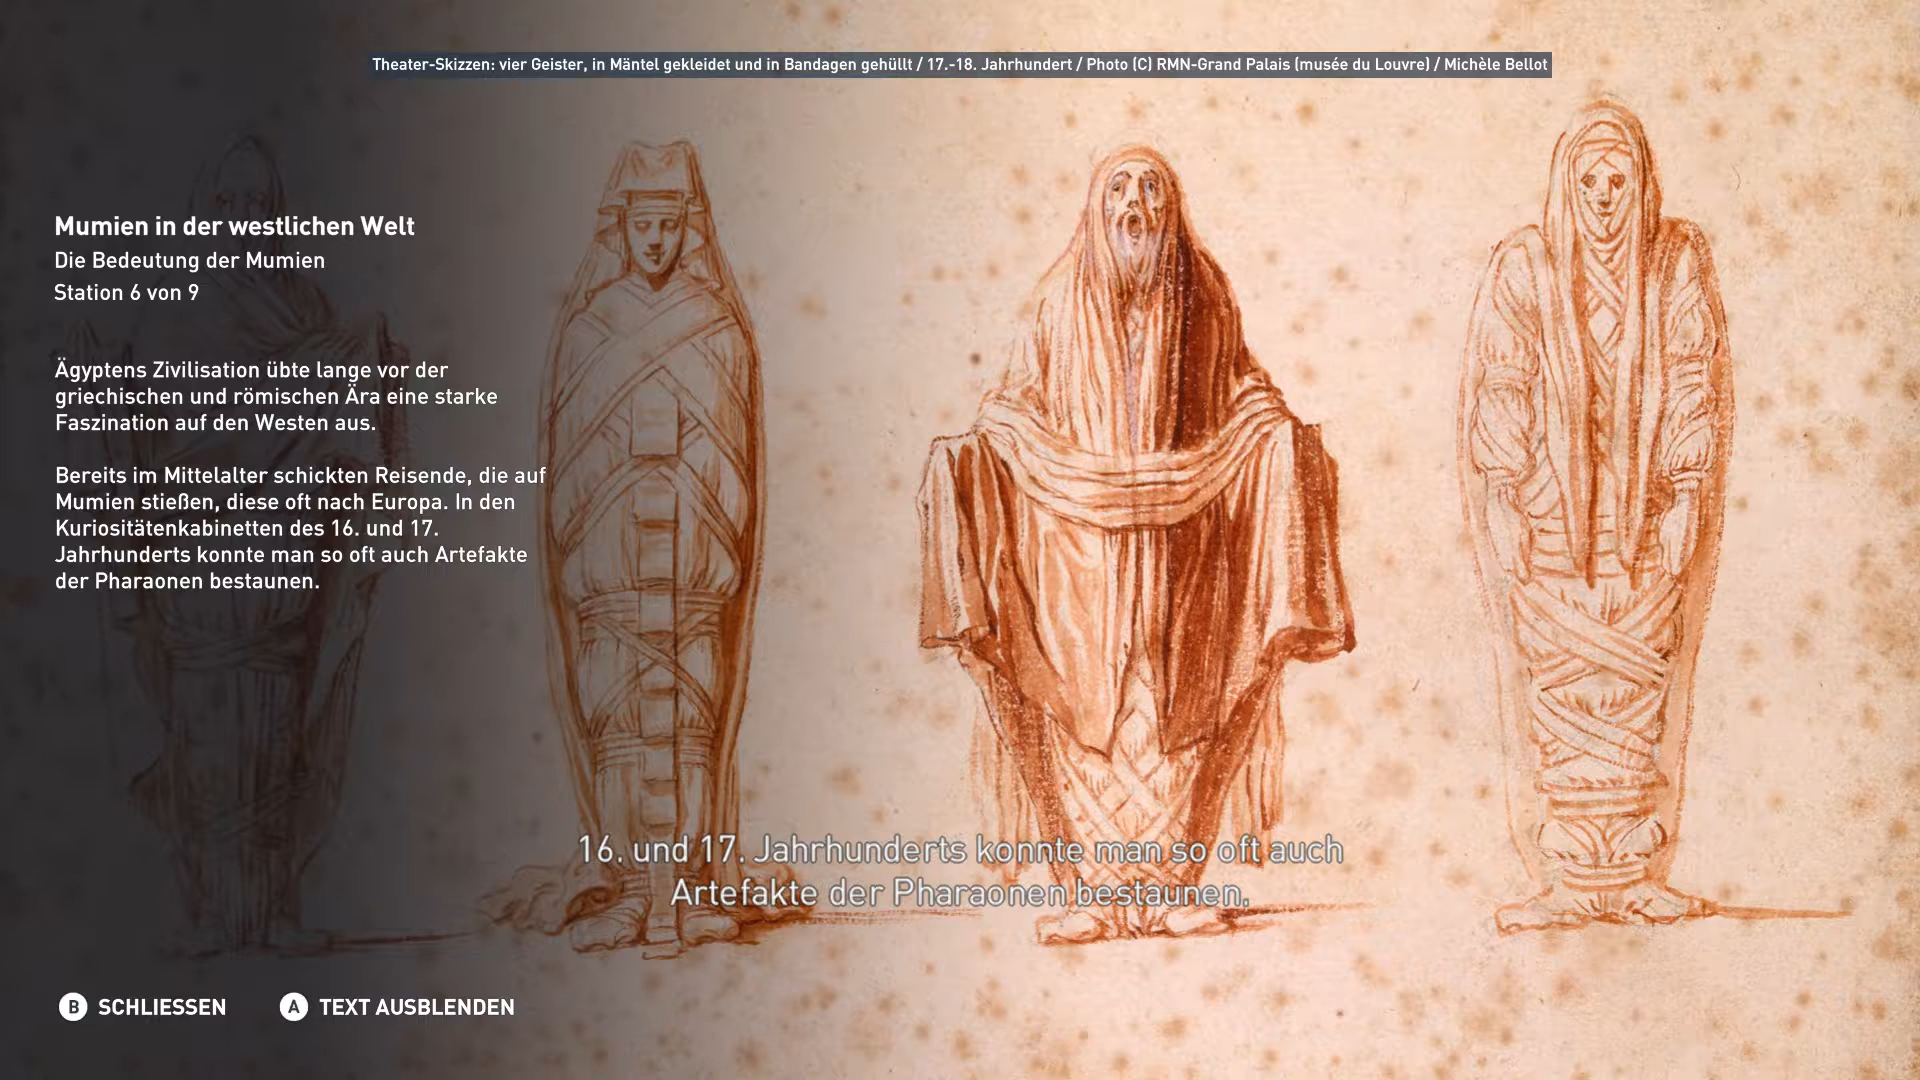 Theater-Skizzen: vier Geister, in Mäntel gekleidet und in Bandagen gehüllt / 17.-18. Jahrhundert / Photo (C) RMN-Grand Palais (musée du Louvre) / Michèle Bellot
Mumien in der westlichen Welt
Die Bedeutung der Mumien
Station 6 von 9
Ägyptens Zivilisation übte lange vor der
griechischen und römischen Ära eine starke
Faszination auf den Westen aus.
Bereits im Mittelalter schickten Reisende, die auf
Mumien stießen, diese oft nach Europa. In den
Kuriositätenkabinetten des 16. und 17.
Jahrhunderts konnte man so oft auch Artefakte
der Pharaonen bestaunen.
16. und 17. Jahrhunderts konnte man so oft auch
Artefakte der Pharaonen bestaunen.
B SCHLIESSEN A TEXT AUSBLENDEN